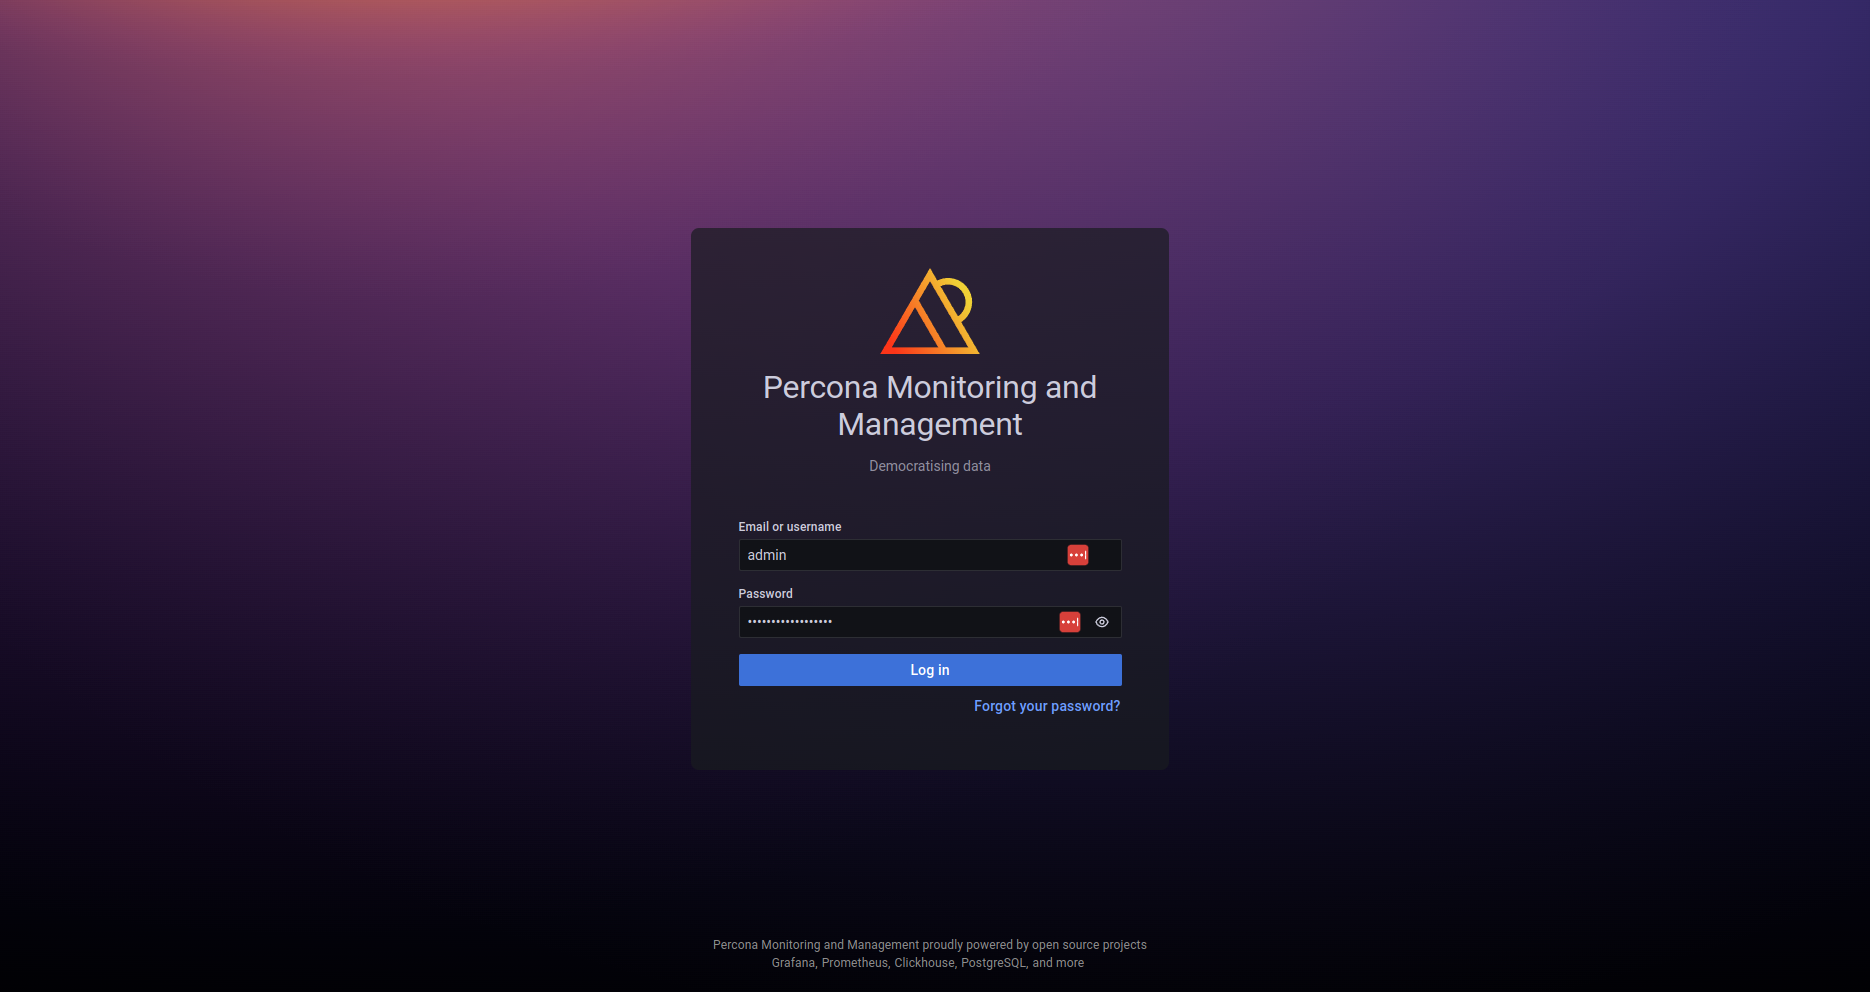 Percona Monitoring and
Management
Democratising data
Email or username
admin
Password
••••••••••••••••••
Log in
Forgot your password?
Percona Monitoring and Management proudly powered by open source projects
Grafana, Prometheus, Clickhouse, PostgreSQL, and more